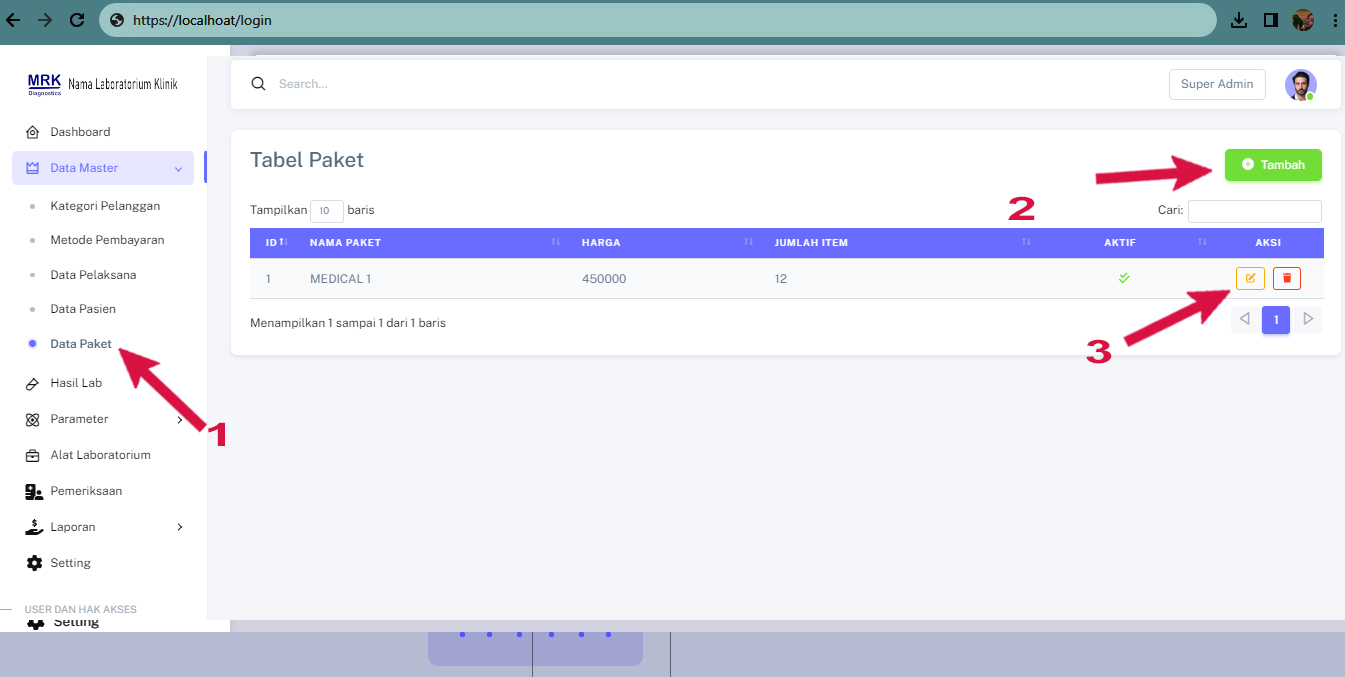 https://localhoat/login
MRK
Diagnostics
Nama Laboratorium Klinik
Search...
Super Admin
Dashboard
Data Master
Kategori Pelanggan
Metode Pembayaran
Data Pelaksana
Data Pasien
Data Paket
Hasil Lab
Parameter
Alat Laboratorium
Pemeriksaan
Laporan
Setting
USER DAN HAK AKSES
Setting
1
Tabel Paket
Tambah
2
Tampilkan 10 baris
Cari:
ID NAMA PAKET HARGA JUMLAH ITEM AKTIF AKSI
1 MEDICAL 1 450000 12
Menampilkan 1 sampai 1 dari 1 baris
1
3